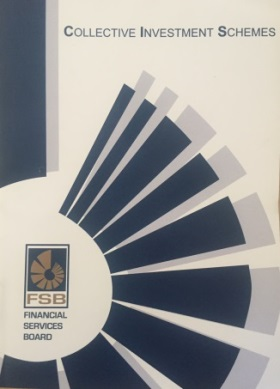 COLLECTIVE INVESTMENT SCHEMES
FSB
FINANCIAL
SERVICES
BOARD